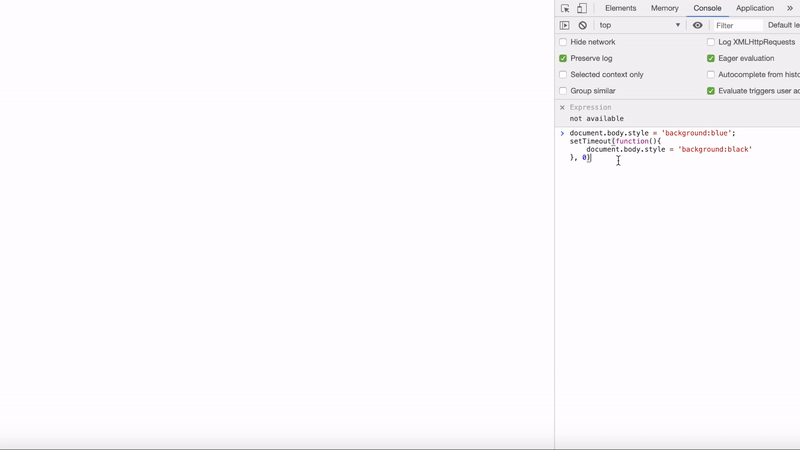 Elements Memory Console Application »
top Filter Default le
Hide network Log XMLHttpRequests
Preserve log Eager evaluation
Selected context only Autocomplete from histo
Group similar Evaluate triggers user ac
Expression
not available
> document.body.style = 'background:blue';
setTimeout(function(){
document.body.style = 'background:black'
}, 0)